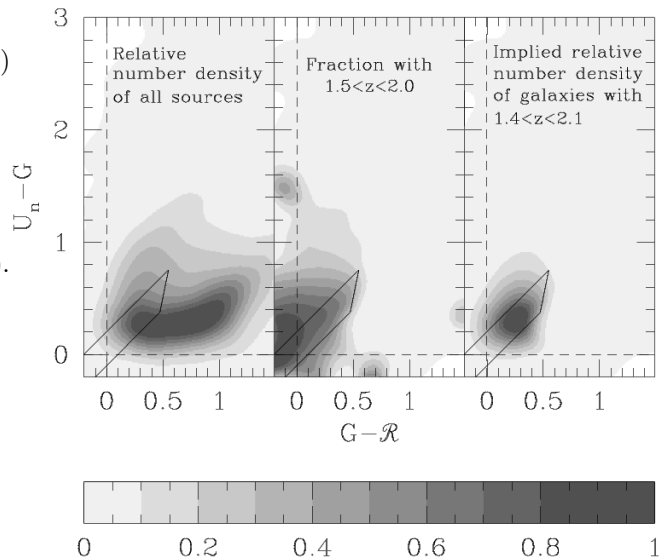 Relative
number density
of all sources
Fraction with
1.5<z<2.0
Implied relative
number density
of galaxies with
1.4<z<2.1
)
.
Uₙ−G
3
2
1
0
0 0.5 1
0 0.5 1
0 0.5 1
G−ℛ
0 0.2 0.4 0.6 0.8 1